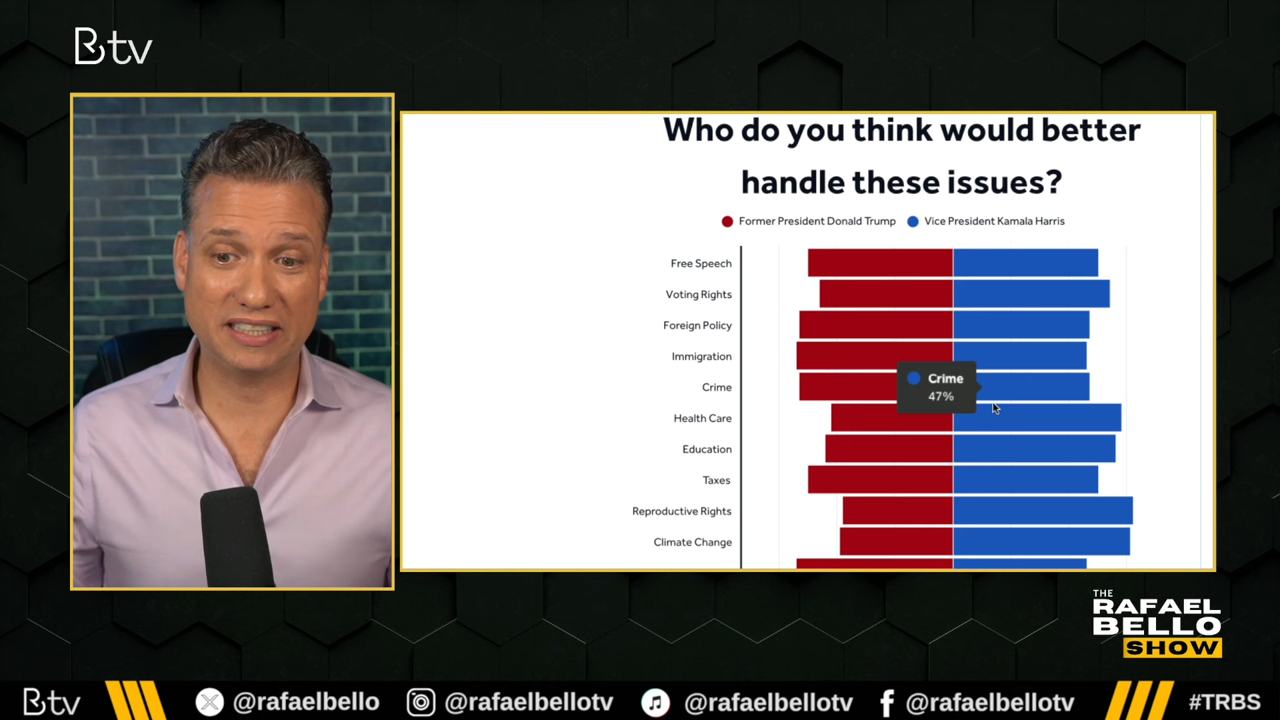 Btv
Who do you think would better
handle these issues?
Former President Donald Trump Vice President Kamala Harris
Free Speech
Voting Rights
Foreign Policy
Immigration
Crime
Crime
47%
Health Care
Education
Taxes
Reproductive Rights
Climate Change
THE
RAFAEL
BELLO
SHOW
Btv @rafaelbello @rafaelbellotv @rafaelbellotv @rafaelbellotv #TRBS